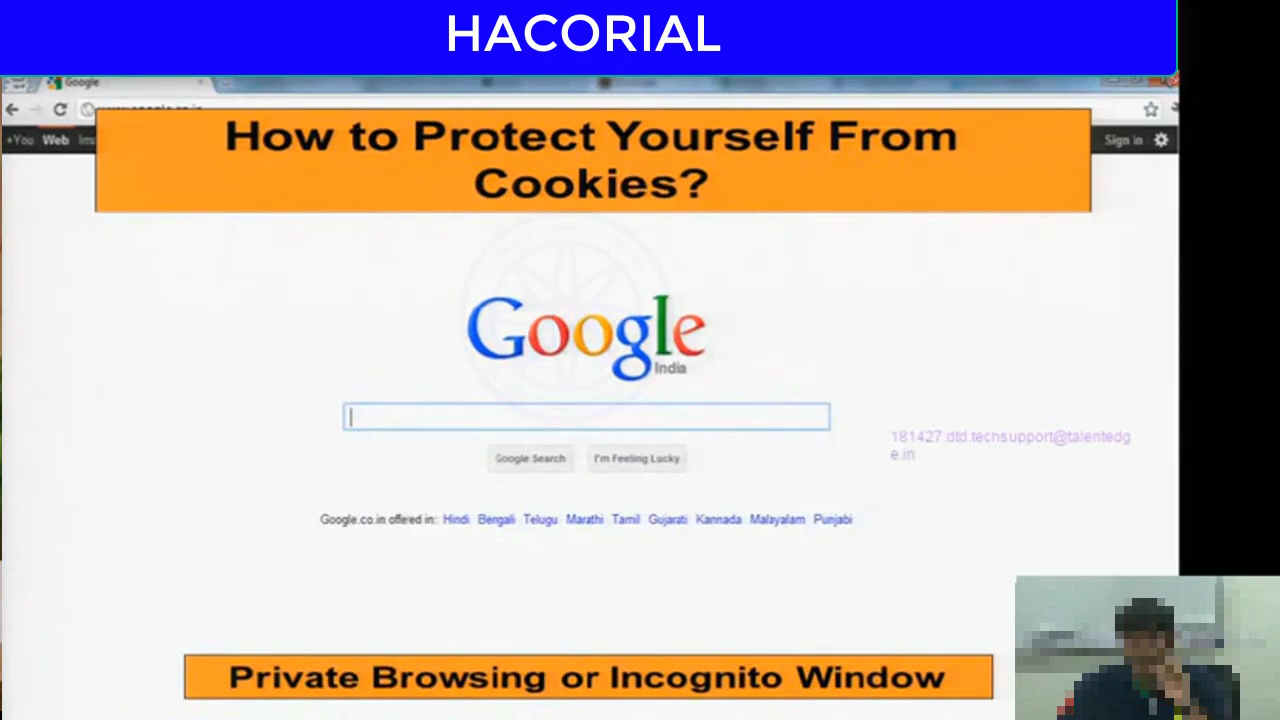 HACORIAL
Google
+You Web
Sign in
How to Protect Yourself From
Cookies?
Google
India
181427.dtd.techsupport@talentedg
e.in
Google Search I'm Feeling Lucky
Google.co.in offered in: Hindi Bengali Telugu Marathi Tamil Gujarati Kannada Malayalam Punjabi
Private Browsing or Incognito Window